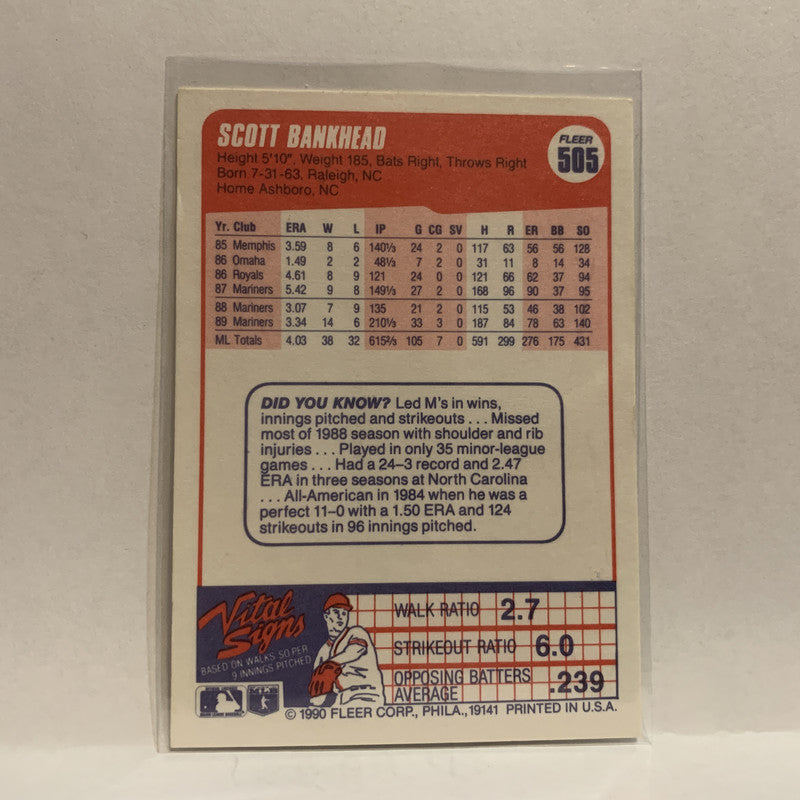 SCOTT BANKHEAD
FLEER
505
Height 5'10", Weight 185, Bats Right, Throws Right
Born 7-31-63, Raleigh, NC
Home Ashboro, NC
Yr. Club ERA W L IP G CG SV H R ER BB SO
85 Memphis 3.59 8 6 140⅓ 24 2 0 117 63 56 56 128
86 Omaha 1.49 2 2 48⅓ 7 2 0 31 11 8 14 34
86 Royals 4.61 8 9 121 24 0 0 121 66 62 37 94
87 Mariners 5.42 9 8 149⅓ 27 2 0 168 96 90 37 95
88 Mariners 3.07 7 9 135 21 2 0 115 53 46 38 102
89 Mariners 3.34 14 6 210⅓ 33 3 0 187 84 78 63 140
ML Totals 4.03 38 32 615⅔ 105 7 0 591 299 276 175 431
DID YOU KNOW? Led M's in wins,
innings pitched and strikeouts . . . Missed
most of 1988 season with shoulder and rib
injuries . . . Played in only 35 minor-league
games . . . Had a 24–3 record and 2.47
ERA in three seasons at North Carolina
. . . All-American in 1984 when he was a
perfect 11-0 with a 1.50 ERA and 124
strikeouts in 96 innings pitched.
Vital
Signs
BASED ON WALKS, SO PER
9 INNINGS PITCHED
WALK RATIO 2.7
STRIKEOUT RATIO 6.0
OPPOSING BATTERS
AVERAGE .239
© 1990 FLEER CORP., PHILA., 19141 PRINTED IN U.S.A.